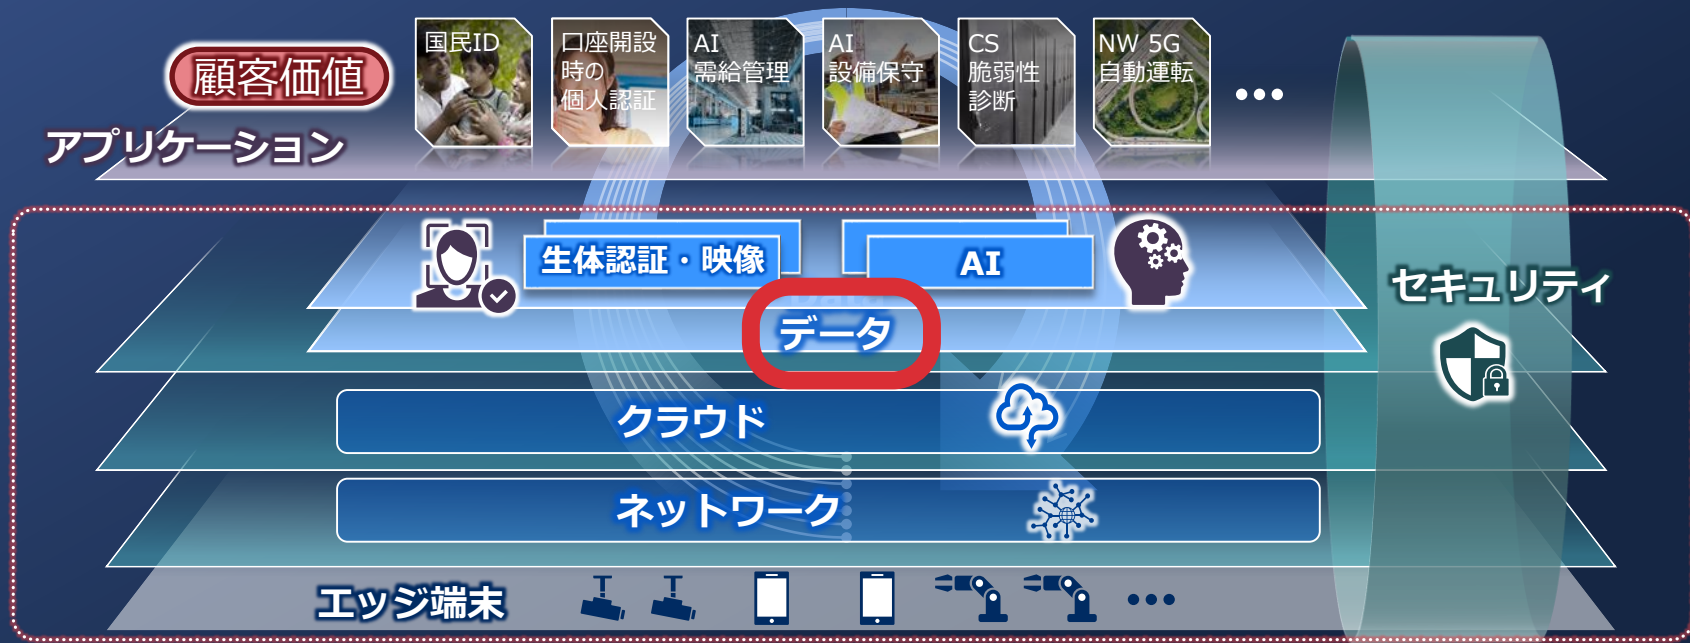 顧客価値
アプリケーション
国民ID
口座開設
時の
個人認証
AI
需給管理
AI
設備保守
CS
脆弱性
診断
NW 5G
自動運転
生体認証・映像
AI
データ
セキュリティ
クラウド
ネットワーク
エッジ端末